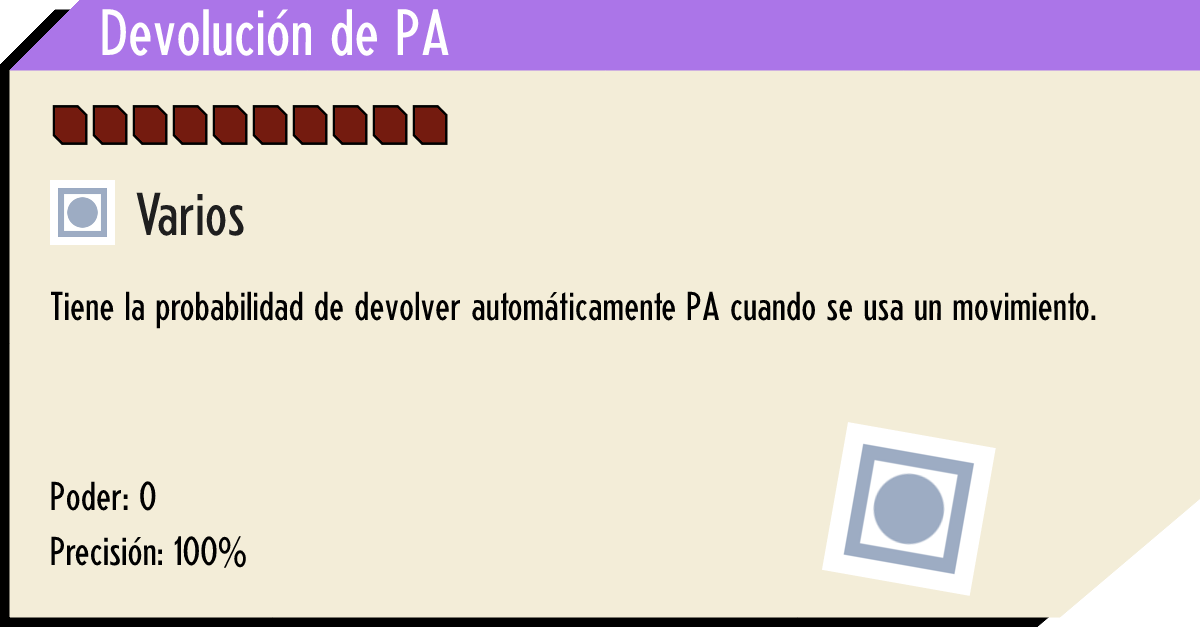 Devolución de PA
Varios
Tiene la probabilidad de devolver automáticamente PA cuando se usa un movimiento.
Poder: 0
Precisión: 100%